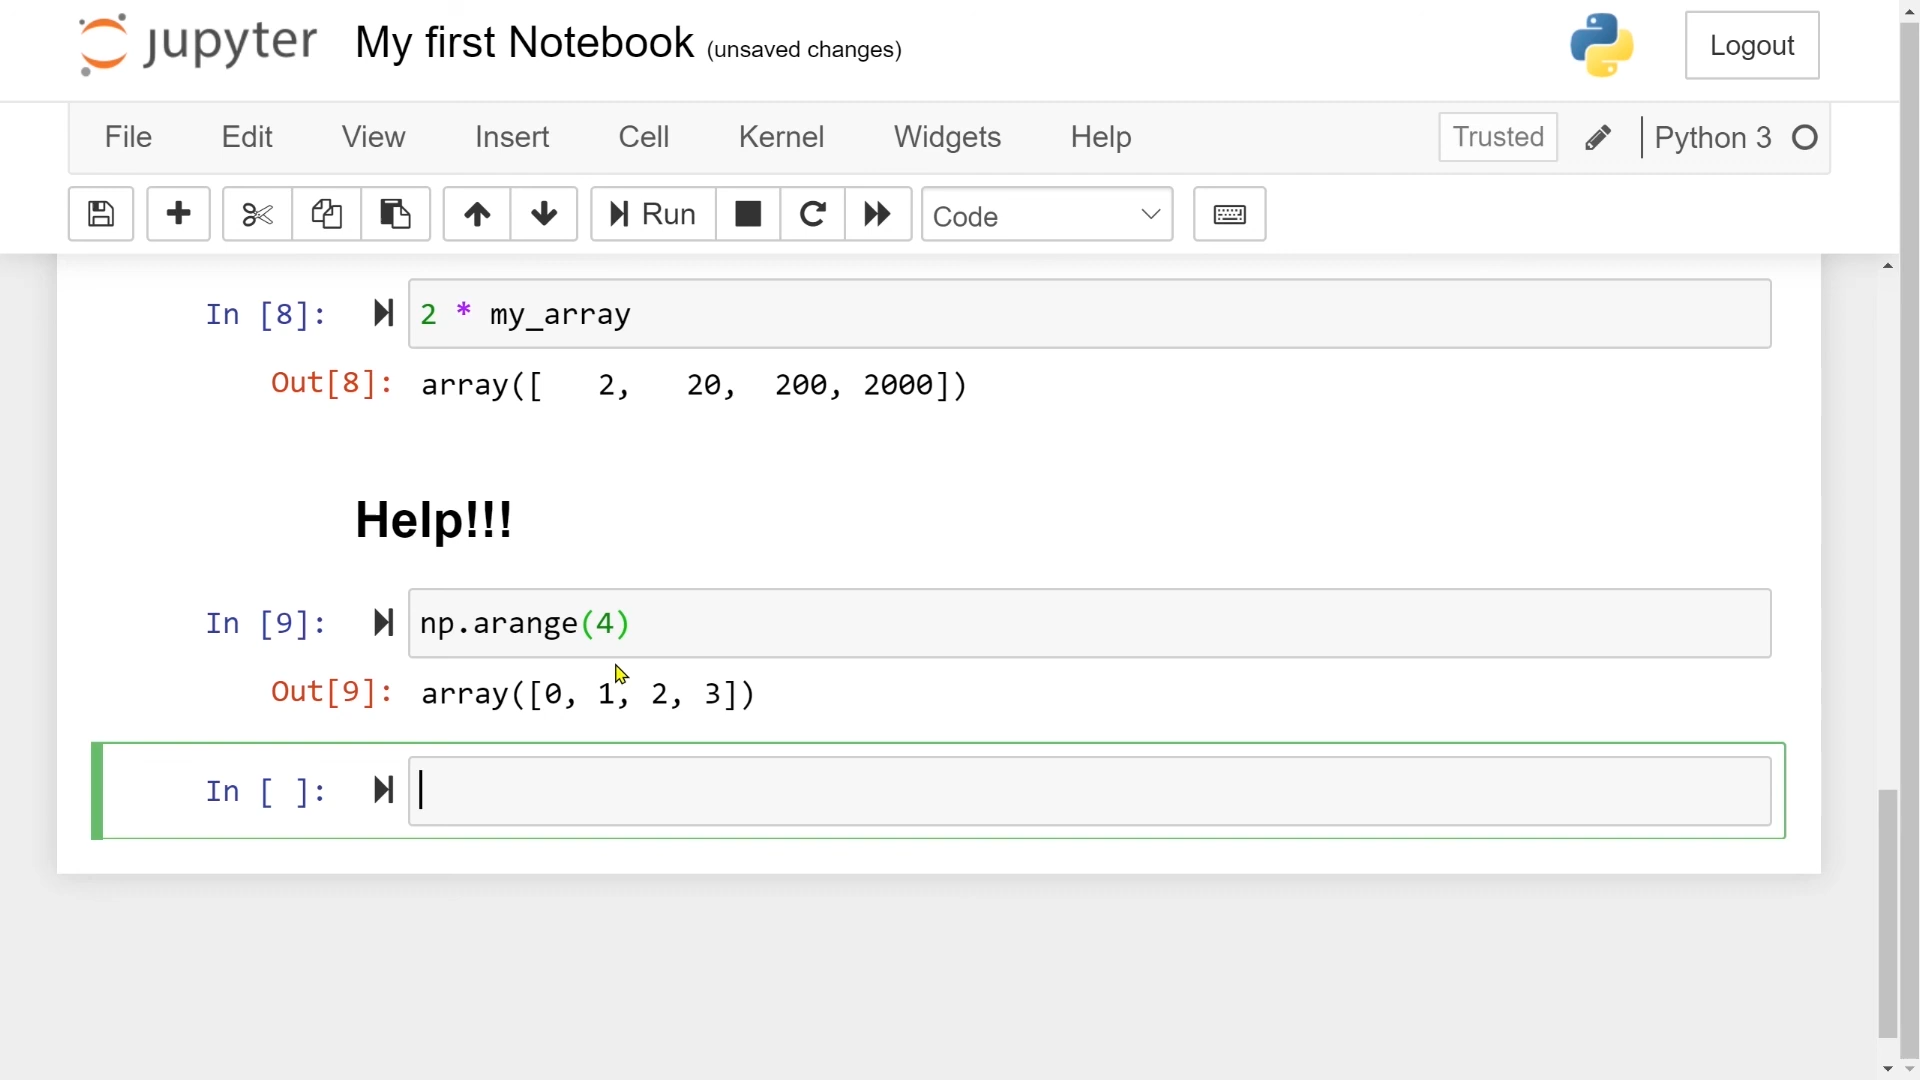 jupyter My first Notebook (unsaved changes) Logout
File Edit View Insert Cell Kernel Widgets Help Trusted Python 3
Run Code
In [8]: 2 * my_array
Out[8]: array([   2,   20,  200, 2000])
Help!!!
In [9]: np.arange(4)
Out[9]: array([0, 1, 2, 3])
In [ ]: